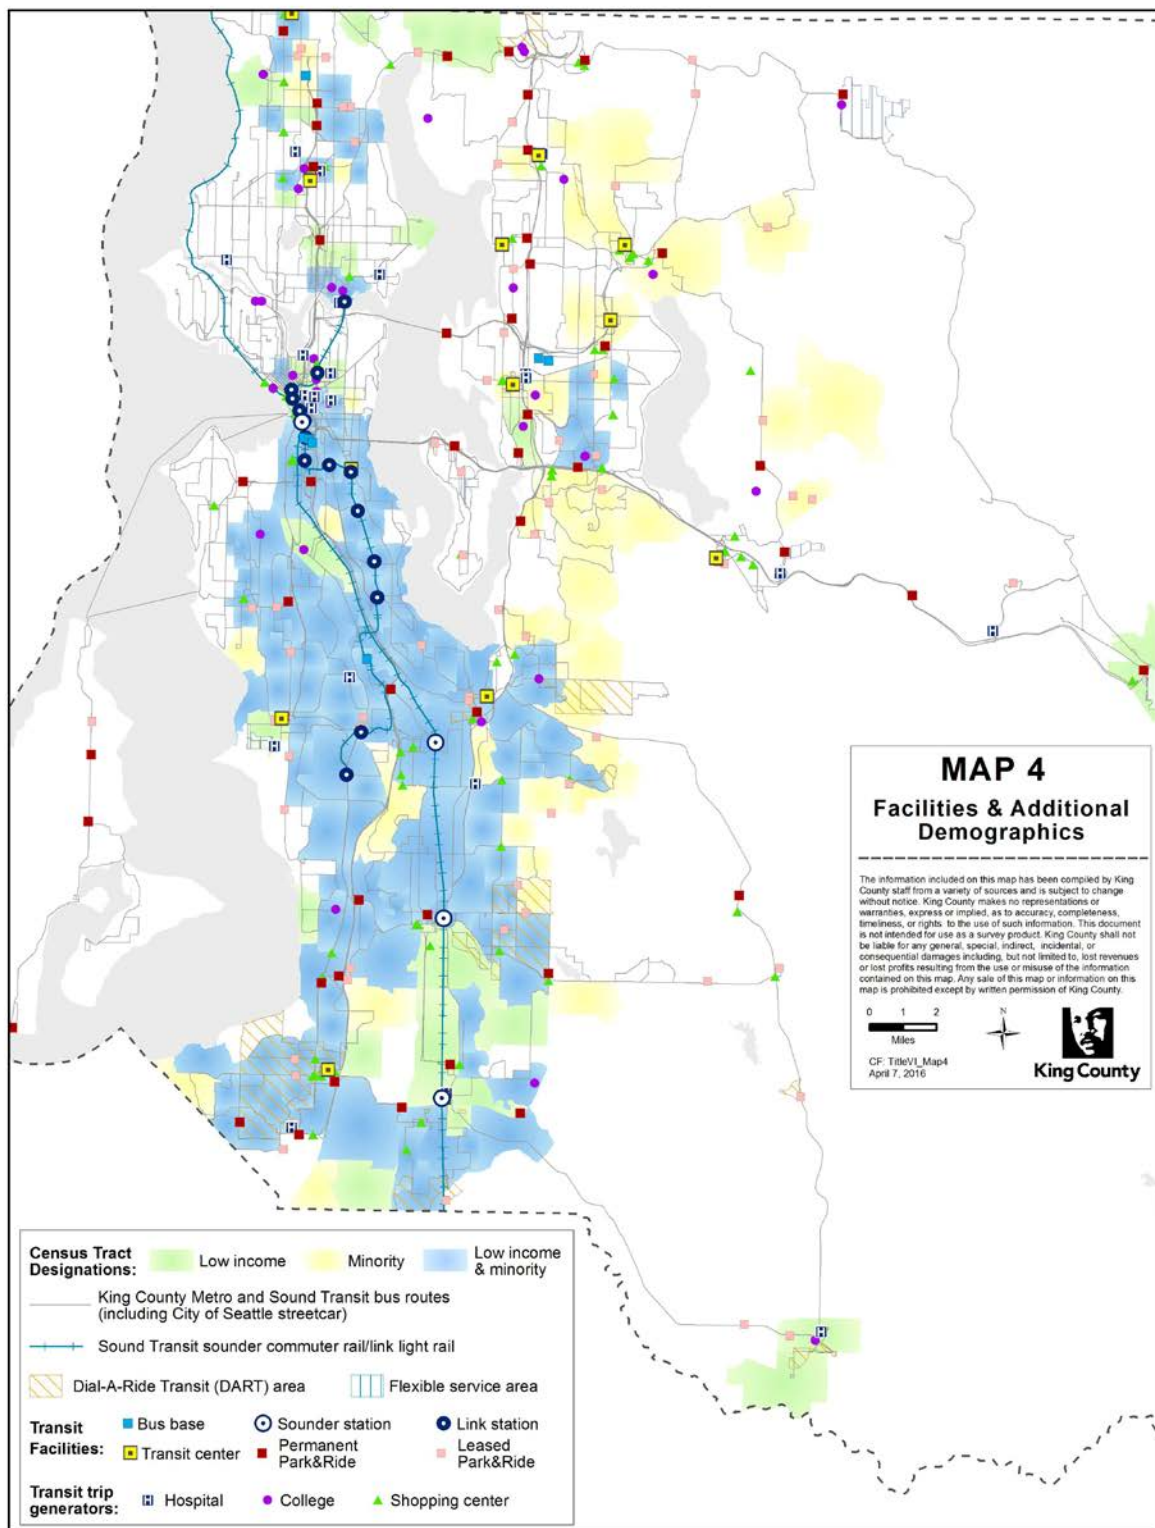 MAP 4
Facilities & Additional
Demographics
The information included on this map has been compiled by King
County staff from a variety of sources and is subject to change
without notice. King County makes no representations or
warranties, express or implied, as to accuracy, completeness,
timeliness, or rights to the use of such information. This document
is not intended for use as a survey product. King County shall not
be liable for any general, special, indirect, incidental, or
consequential damages including, but not limited to, lost revenues
or lost profits resulting from the use or misuse of the information
contained on this map. Any sale of this map or information on this
map is prohibited except by written permission of King County.
0 1 2
Miles
N
CF: TitleVI_Map4
April 7, 2016
King County
Census Tract
Designations:
Low income
Minority
Low income
& minority
King County Metro and Sound Transit bus routes
(including City of Seattle streetcar)
Sound Transit sounder commuter rail/link light rail
Dial-A-Ride Transit (DART) area
Flexible service area
Transit
Facilities:
Bus base
Sounder station
Link station
Transit center
Permanent
Park&Ride
Leased
Park&Ride
Transit trip
generators:
H Hospital
College
Shopping center